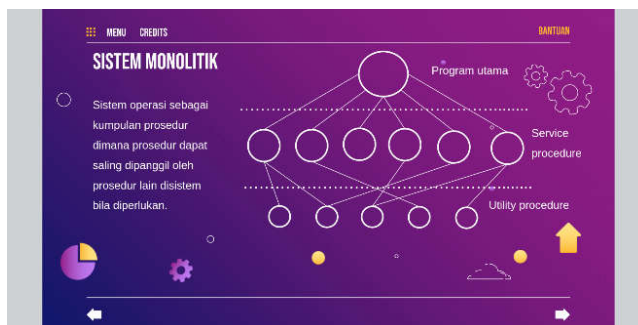 MENU CREDITS BANTUAN
SISTEM MONOLITIK
Program utama
Sistem operasi sebagai
kumpulan prosedur
dimana prosedur dapat
saling dipanggil oleh
prosedur lain disistem
bila diperlukan.
Service
procedure
Utility procedure